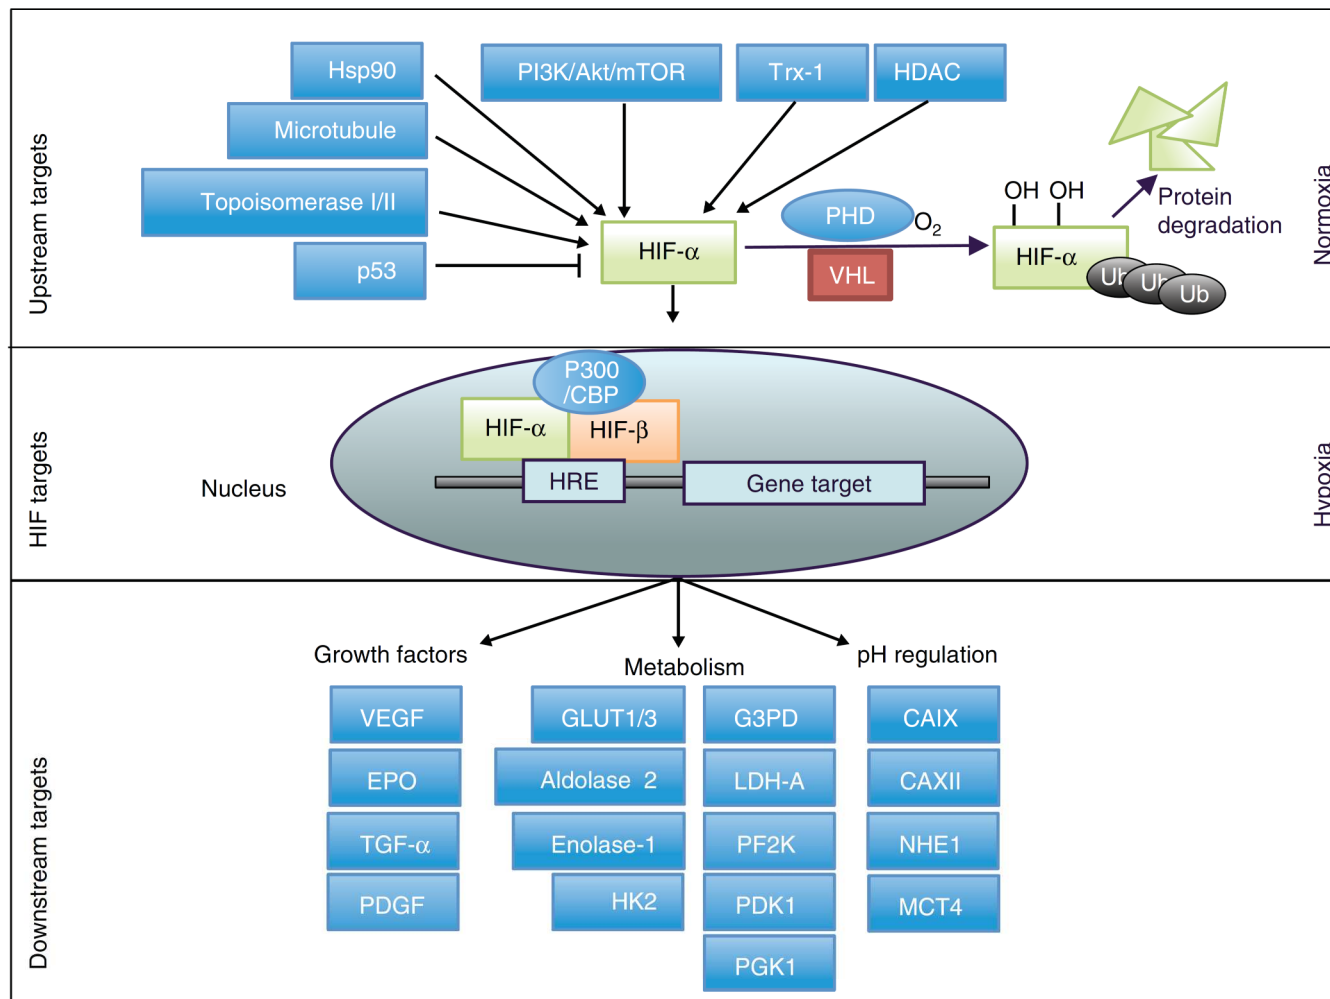 Upstream targets
Hsp90
Microtubule
Topoisomerase I/II
p53
PI3K/Akt/mTOR
Trx-1
HDAC
HIF-α
PHD
O2
VHL
OH OH
HIF-α
Ub
Ub
Ub
Protein
degradation
Normoxia
HIF targets
Nucleus
P300
/CBP
HIF-α
HIF-β
HRE
Gene target
Hypoxia
Downstream targets
Growth factors
VEGF
EPO
TGF-α
PDGF
Metabolism
GLUT1/3
Aldolase 2
Enolase-1
HK2
G3PD
LDH-A
PF2K
PDK1
PGK1
pH regulation
CAIX
CAXII
NHE1
MCT4